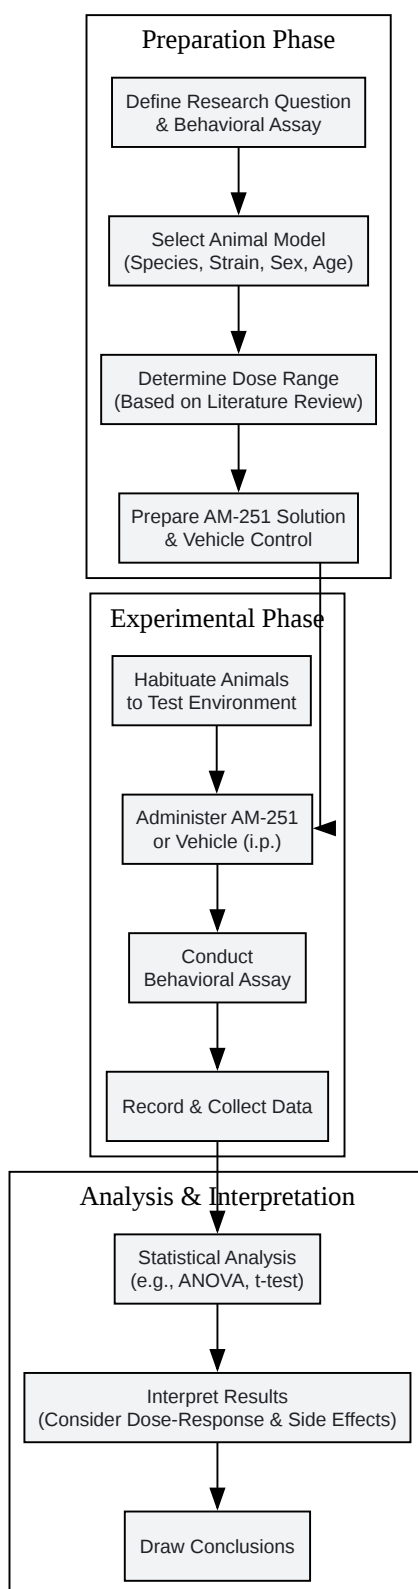 Preparation Phase
Define Research Question
& Behavioral Assay
Select Animal Model
(Species, Strain, Sex, Age)
Determine Dose Range
(Based on Literature Review)
Prepare AM-251 Solution
& Vehicle Control
Experimental Phase
Habituate Animals
to Test Environment
Administer AM-251
or Vehicle (i.p.)
Conduct
Behavioral Assay
Record & Collect Data
Analysis & Interpretation
Statistical Analysis
(e.g., ANOVA, t-test)
Interpret Results
(Consider Dose-Response & Side Effects)
Draw Conclusions